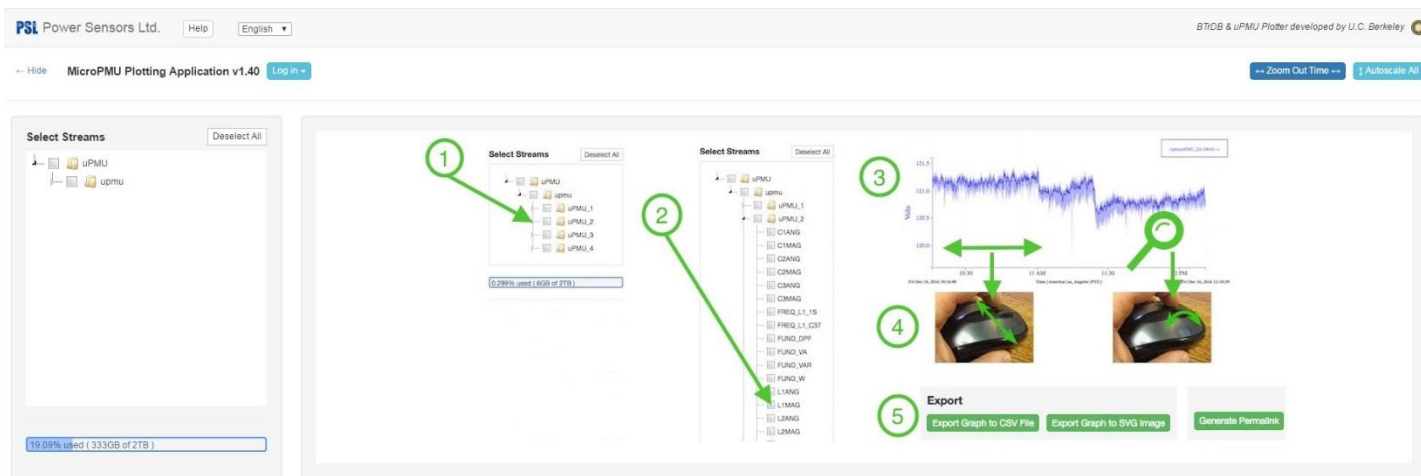 PSL Power Sensors Ltd. Help English
BTrDB & uPMU Plotter developed by U.C. Berkeley
← Hide MicroPMU Plotting Application v1.40 Log in
↔ Zoom Out Time ↔ ↕ Autoscale All
Select Streams Deselect All
uPMU
upmu
19.09% used ( 333GB of 2TB )
1
Select Streams Deselect All
uPMU
upmu
uPMU_1
uPMU_2
uPMU_3
uPMU_4
0.299% used ( 6GB of 2TB )
2
Select Streams Deselect All
uPMU
upmu
uPMU_1
uPMU_2
C1ANG
C1MAG
C2ANG
C2MAG
C3ANG
C3MAG
FREQ_L1_1S
FREQ_L1_C37
FUND_DPF
FUND_VA
FUND_VAR
FUND_W
L1ANG
L1MAG
L2ANG
L2MAG
3
Volts
121.5
121.0
120.5
120.0
10:30 11 AM 11:30 PM
Fri Dec 16, 2016
4
5
Export
Export Graph to CSV File Export Graph to SVG Image Generate Permalink